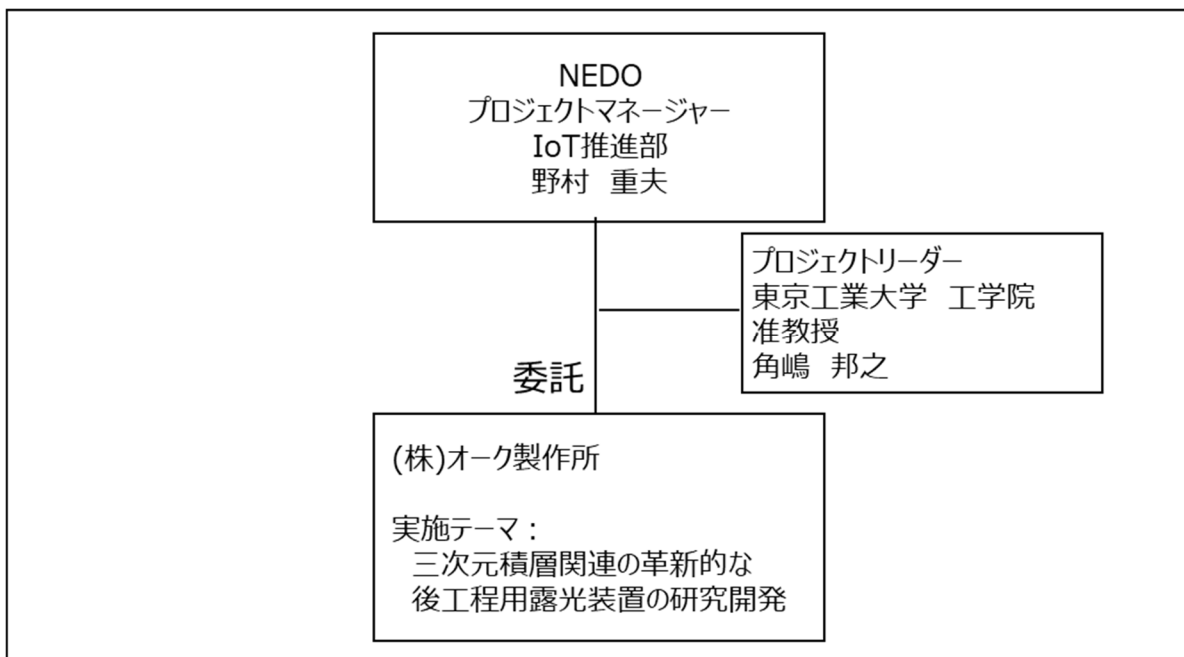 NEDO
プロジェクトマネージャー
IoT推進部
野村　重夫
プロジェクトリーダー
東京工業大学　工学院
准教授
角嶋　邦之
委託
(株)オーク製作所
実施テーマ：
三次元積層関連の革新的な
後工程用露光装置の研究開発